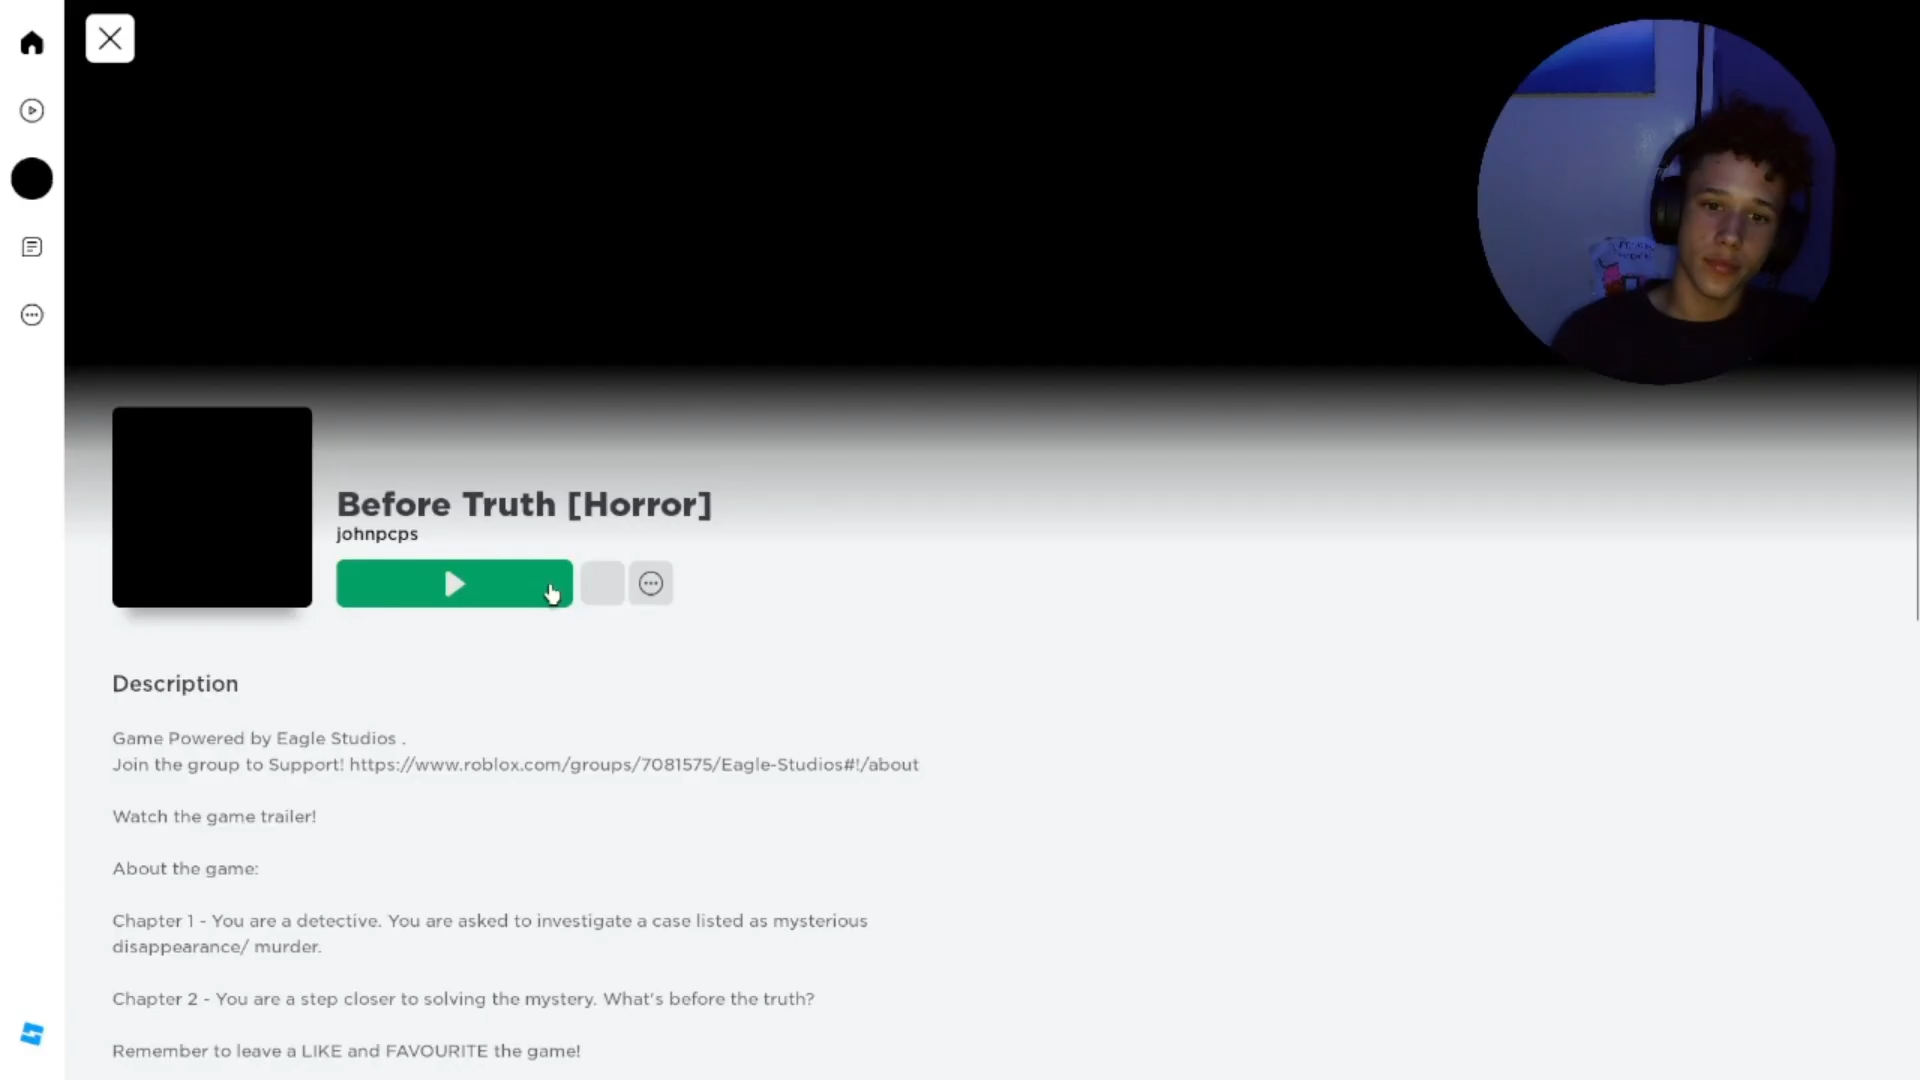 Before Truth [Horror]
johnpcps
Description
Game Powered by Eagle Studios .
Join the group to Support! https://www.roblox.com/groups/7081575/Eagle-Studios#!/about
Watch the game trailer!
About the game:
Chapter 1 - You are a detective. You are asked to investigate a case listed as mysterious
disappearance/ murder.
Chapter 2 - You are a step closer to solving the mystery. What's before the truth?
Remember to leave a LIKE and FAVOURITE the game!